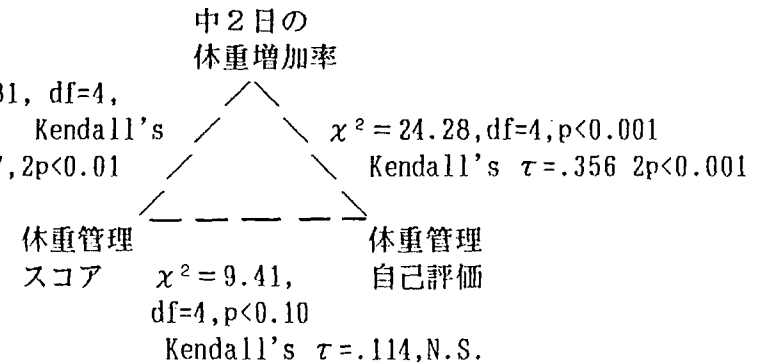 中２日の
体重増加率
31, df=4,
Kendall's
,2p<0.01
χ²=24.28,df=4,p<0.001
Kendall's τ=.356 2p<0.001
体重管理
スコア
体重管理
自己評価
χ²=9.41,
df=4,p<0.10
Kendall's τ=.114,N.S.